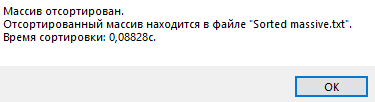 Массив отсортирован.
Отсортированный массив находится в файле "Sorted massive.txt".
Время сортировки: 0,08828с.
OK